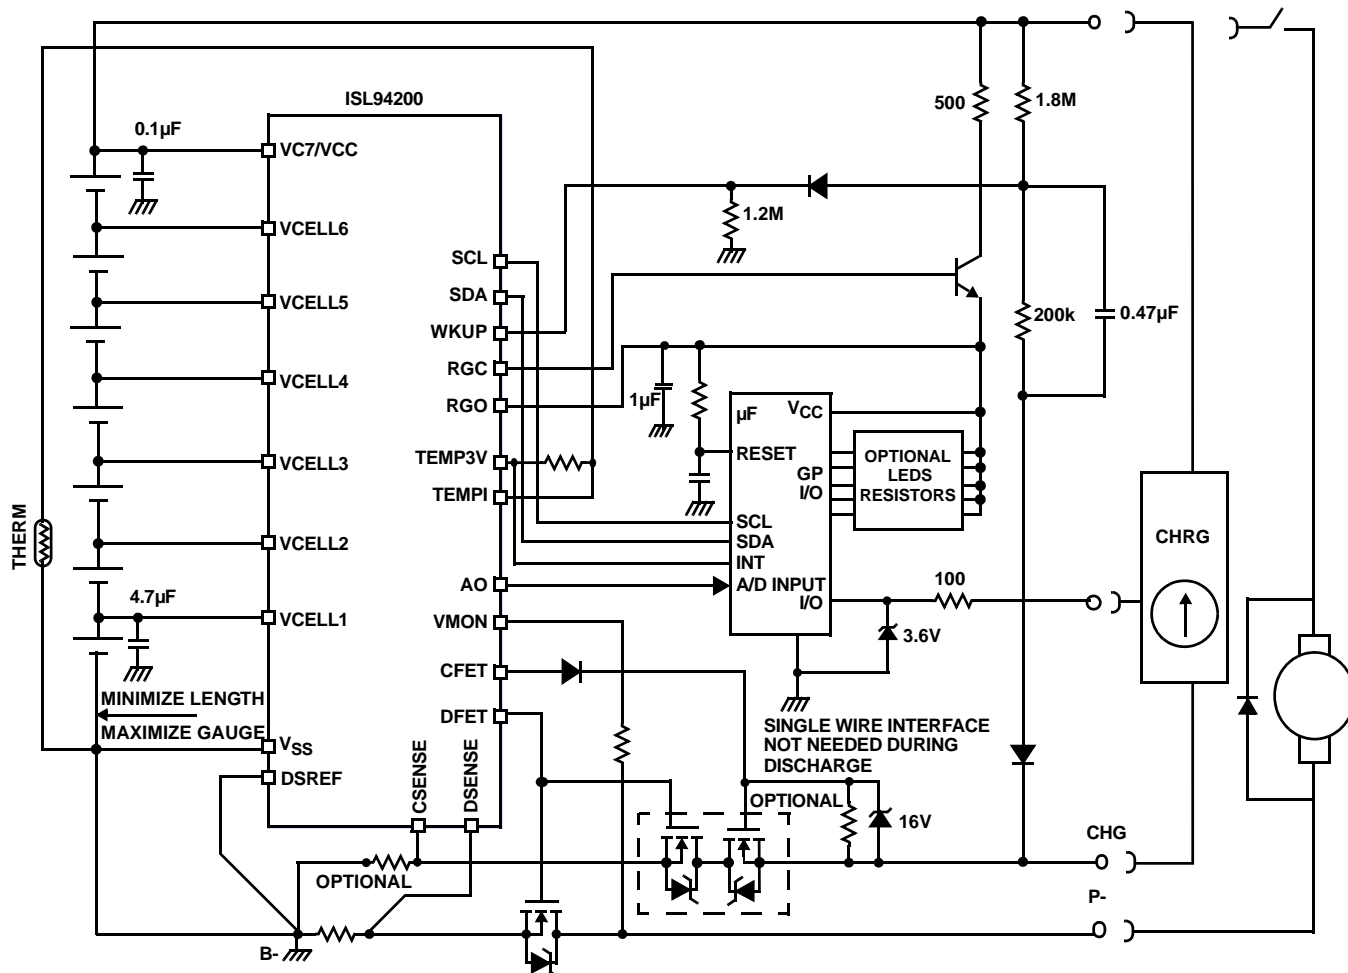 ISL94200
500
1.8M
0.1µF
VC7/VCC
1.2M
VCELL6
SCL
SDA
VCELL5
WKUP
200k
0.47µF
RGC
VCELL4
RGO
1µF
µF
VCC
TEMP3V
RESET
OPTIONAL
LEDS
RESISTORS
GP
I/O
VCELL3
TEMPI
THERM
SCL
SDA
INT
CHRG
VCELL2
AO
A/D INPUT
I/O
100
4.7µF
VCELL1
VMON
3.6V
CFET
MINIMIZE LENGTH
MAXIMIZE GAUGE
DFET
SINGLE WIRE INTERFACE
NOT NEEDED DURING
DISCHARGE
VSS
DSREF
CSENSE
DSENSE
OPTIONAL
16V
CHG
OPTIONAL
P-
B-